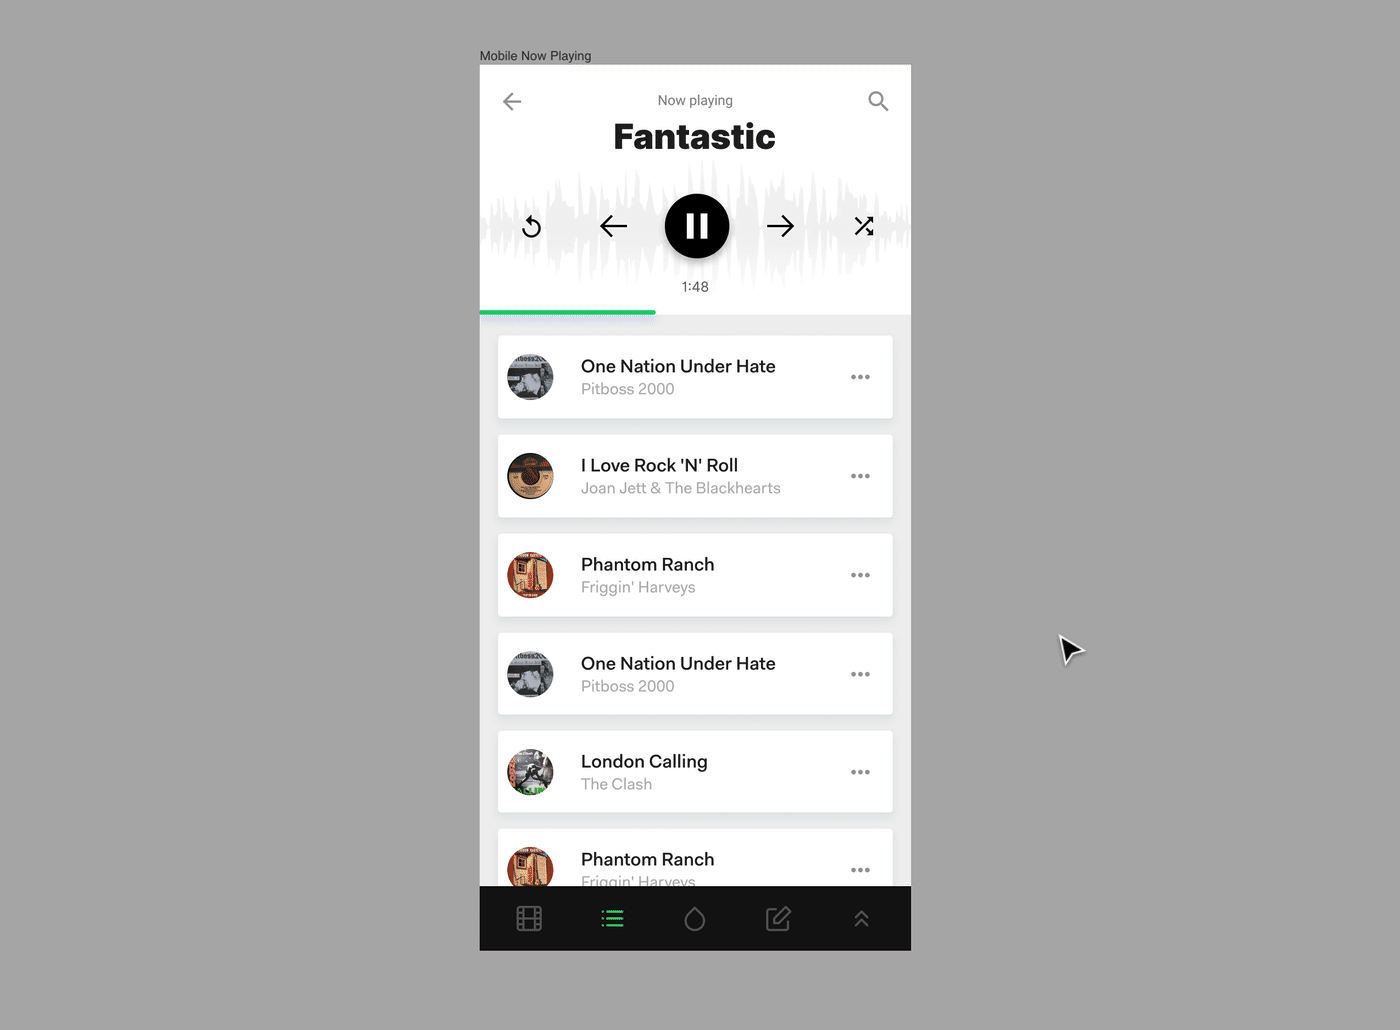 Mobile Now Playing
Now playing
Fantastic
1:48
One Nation Under Hate
Pitboss 2000
I Love Rock 'N' Roll
Joan Jett & The Blackhearts
Phantom Ranch
Friggin' Harveys
One Nation Under Hate
Pitboss 2000
London Calling
The Clash
Phantom Ranch
Friggin' Harveys